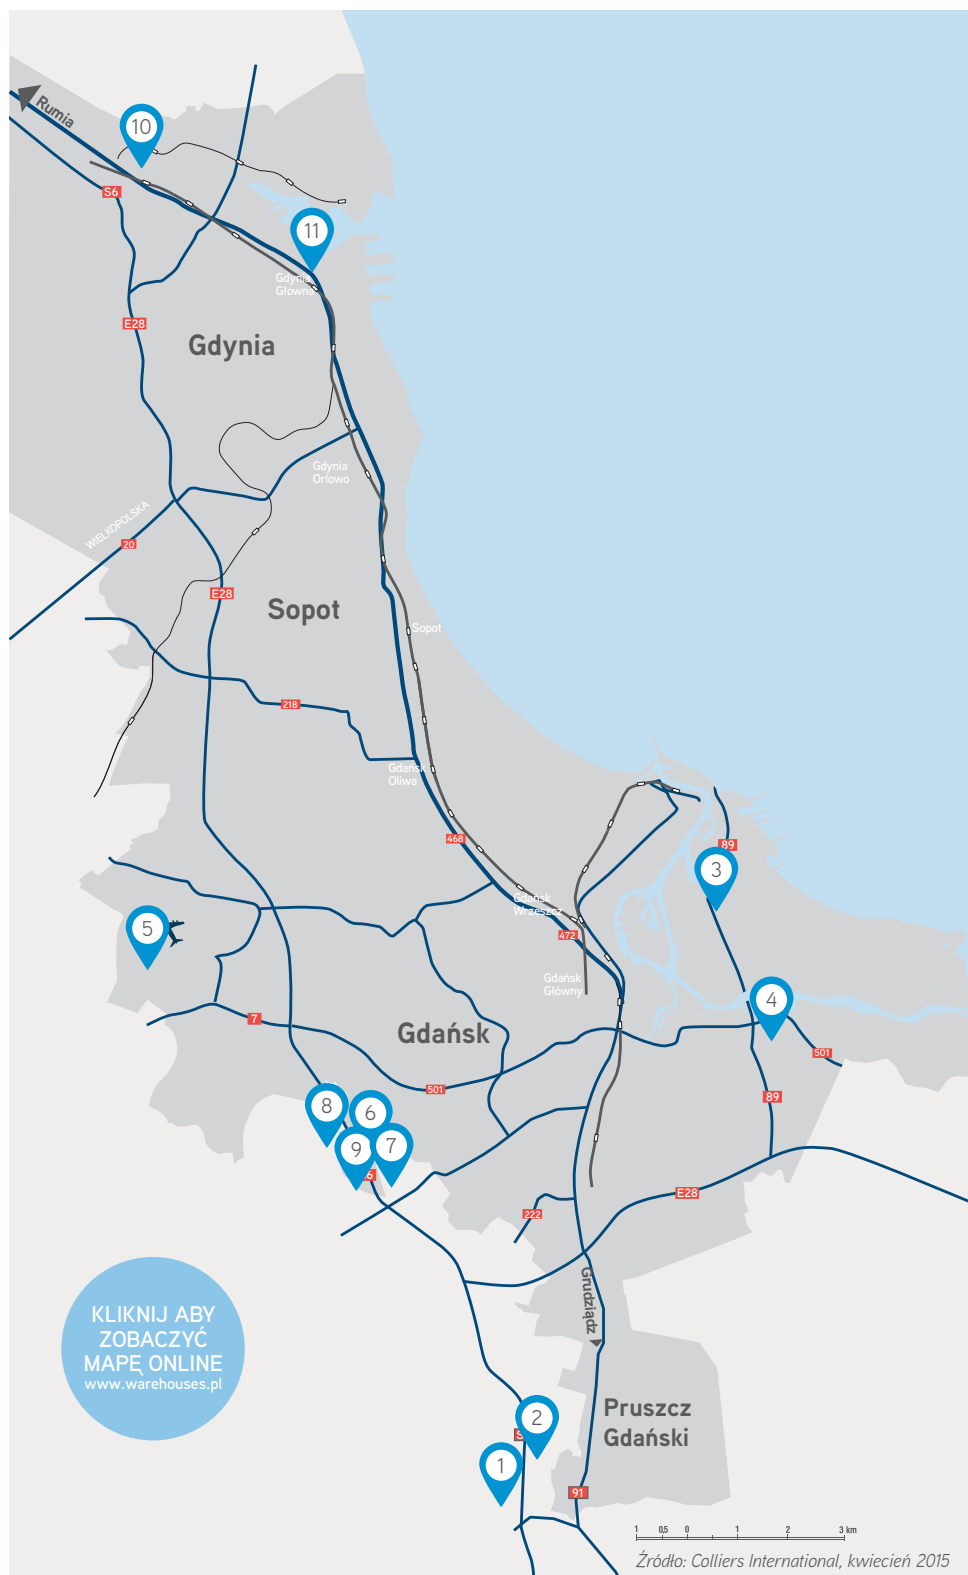 Rumia
10
S6
11
Gdynia
Głowna
E28
Gdynia
Gdynia
Orlowo
WIELKOPOLSKA
20
E28
Sopot
Sopot
218
Gdańsk
Oliwa
468
89
3
Gdańsk
Wrzeszcz
5
472
Gdańsk
Główny
4
7
Gdańsk
501
501
89
8
6
9
7
6
E28
222
Grudziądz
KLIKNIJ ABY
ZOBACZYĆ
MAPĘ ONLINE
www.warehouses.pl
Pruszcz
Gdański
2
S
1
91
1 0,5 0 1 2 3 km
Źródło: Colliers International, kwiecień 2015